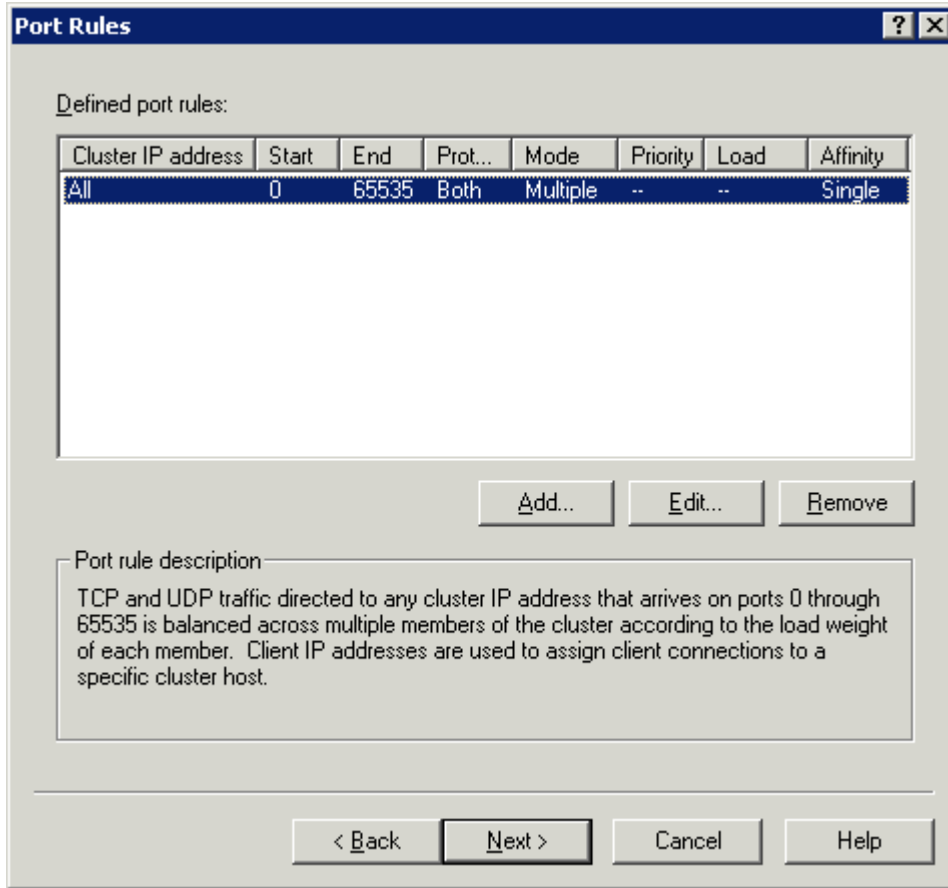 Port Rules
Defined port rules:
Cluster IP address Start End Prot... Mode Priority Load Affinity
All 0 65535 Both Multiple -- -- Single
Add... Edit... Remove
Port rule description
TCP and UDP traffic directed to any cluster IP address that arrives on ports 0 through
65535 is balanced across multiple members of the cluster according to the load weight
of each member. Client IP addresses are used to assign client connections to a
specific cluster host.
< Back Next > Cancel Help